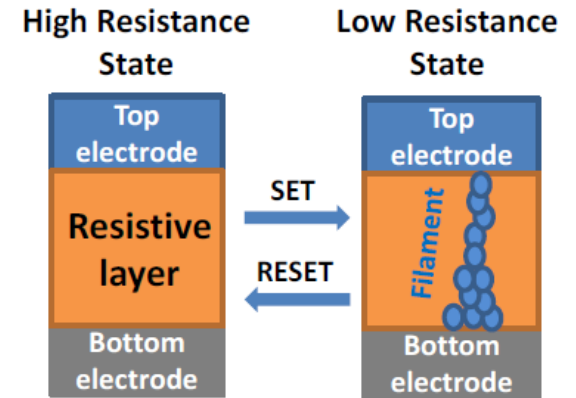 High Resistance
State
Low Resistance
State
Top
electrode
Resistive
layer
Bottom
electrode
SET
RESET
Top
electrode
Filament
Bottom
electrode